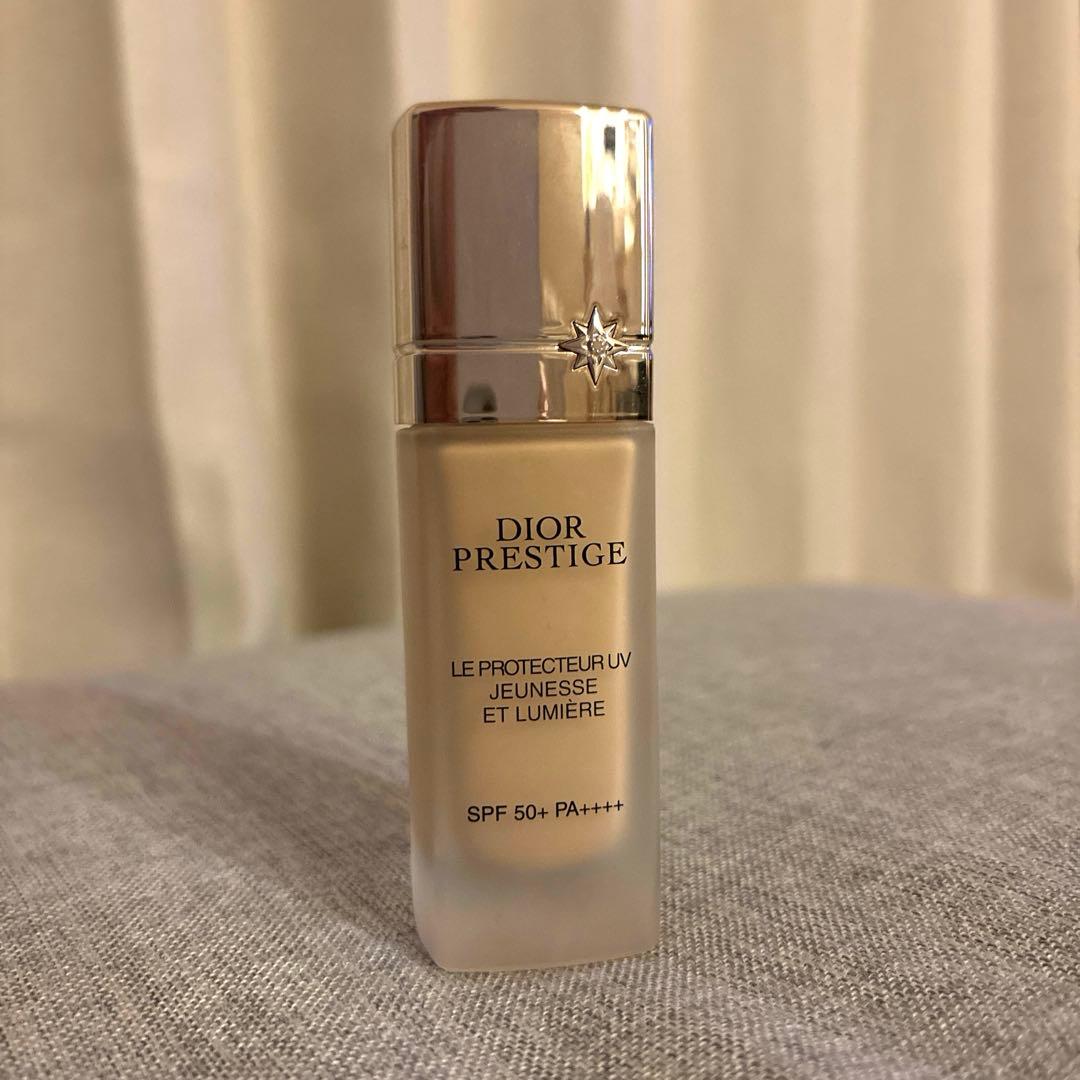 DIOR
PRESTIGE
LE PROTECTEUR UV
JEUNESSE
ET LUMIÈRE
SPF 50+ PA++++